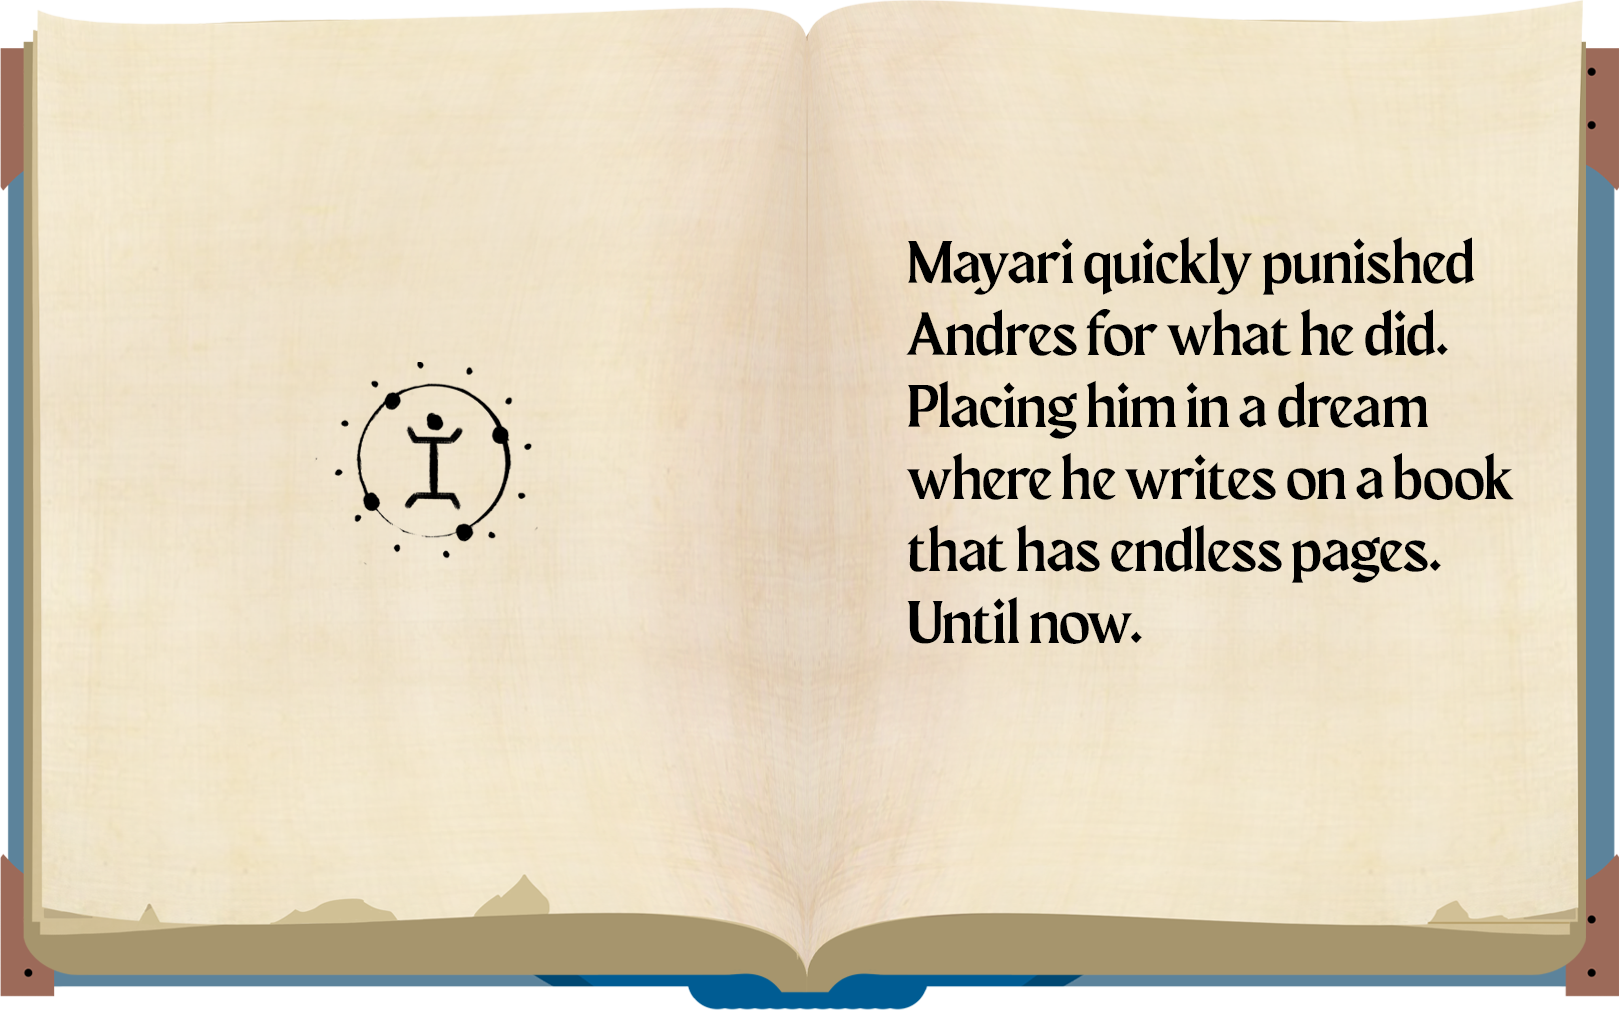 Mayari quickly punished
Andres for what he did.
Placing him in a dream
where he writes on a book
that has endless pages.
Until now.